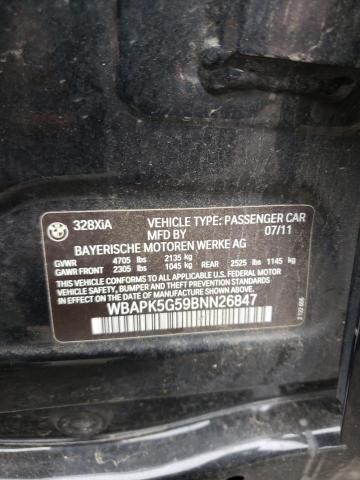 328XiA VEHICLE TYPE: PASSENGER CAR
MFD BY 07/11
BAYERISCHE MOTOREN WERKE AG
GVWR 4705 lbs 2135 kg
GAWR FRONT 2305 lbs 1045 kg REAR 2525 lbs 1145 kg
THIS VEHICLE CONFORMS TO ALL APPLICABLE
FEDERAL MOTOR VEHICLE SAFETY,
BUMPER, AND THEFT PREVENTION
STANDARDS IN EFFECT ON THE DATE OF
MANUFACTURE SHOWN ABOVE.
WBAPK5G59BNN26847